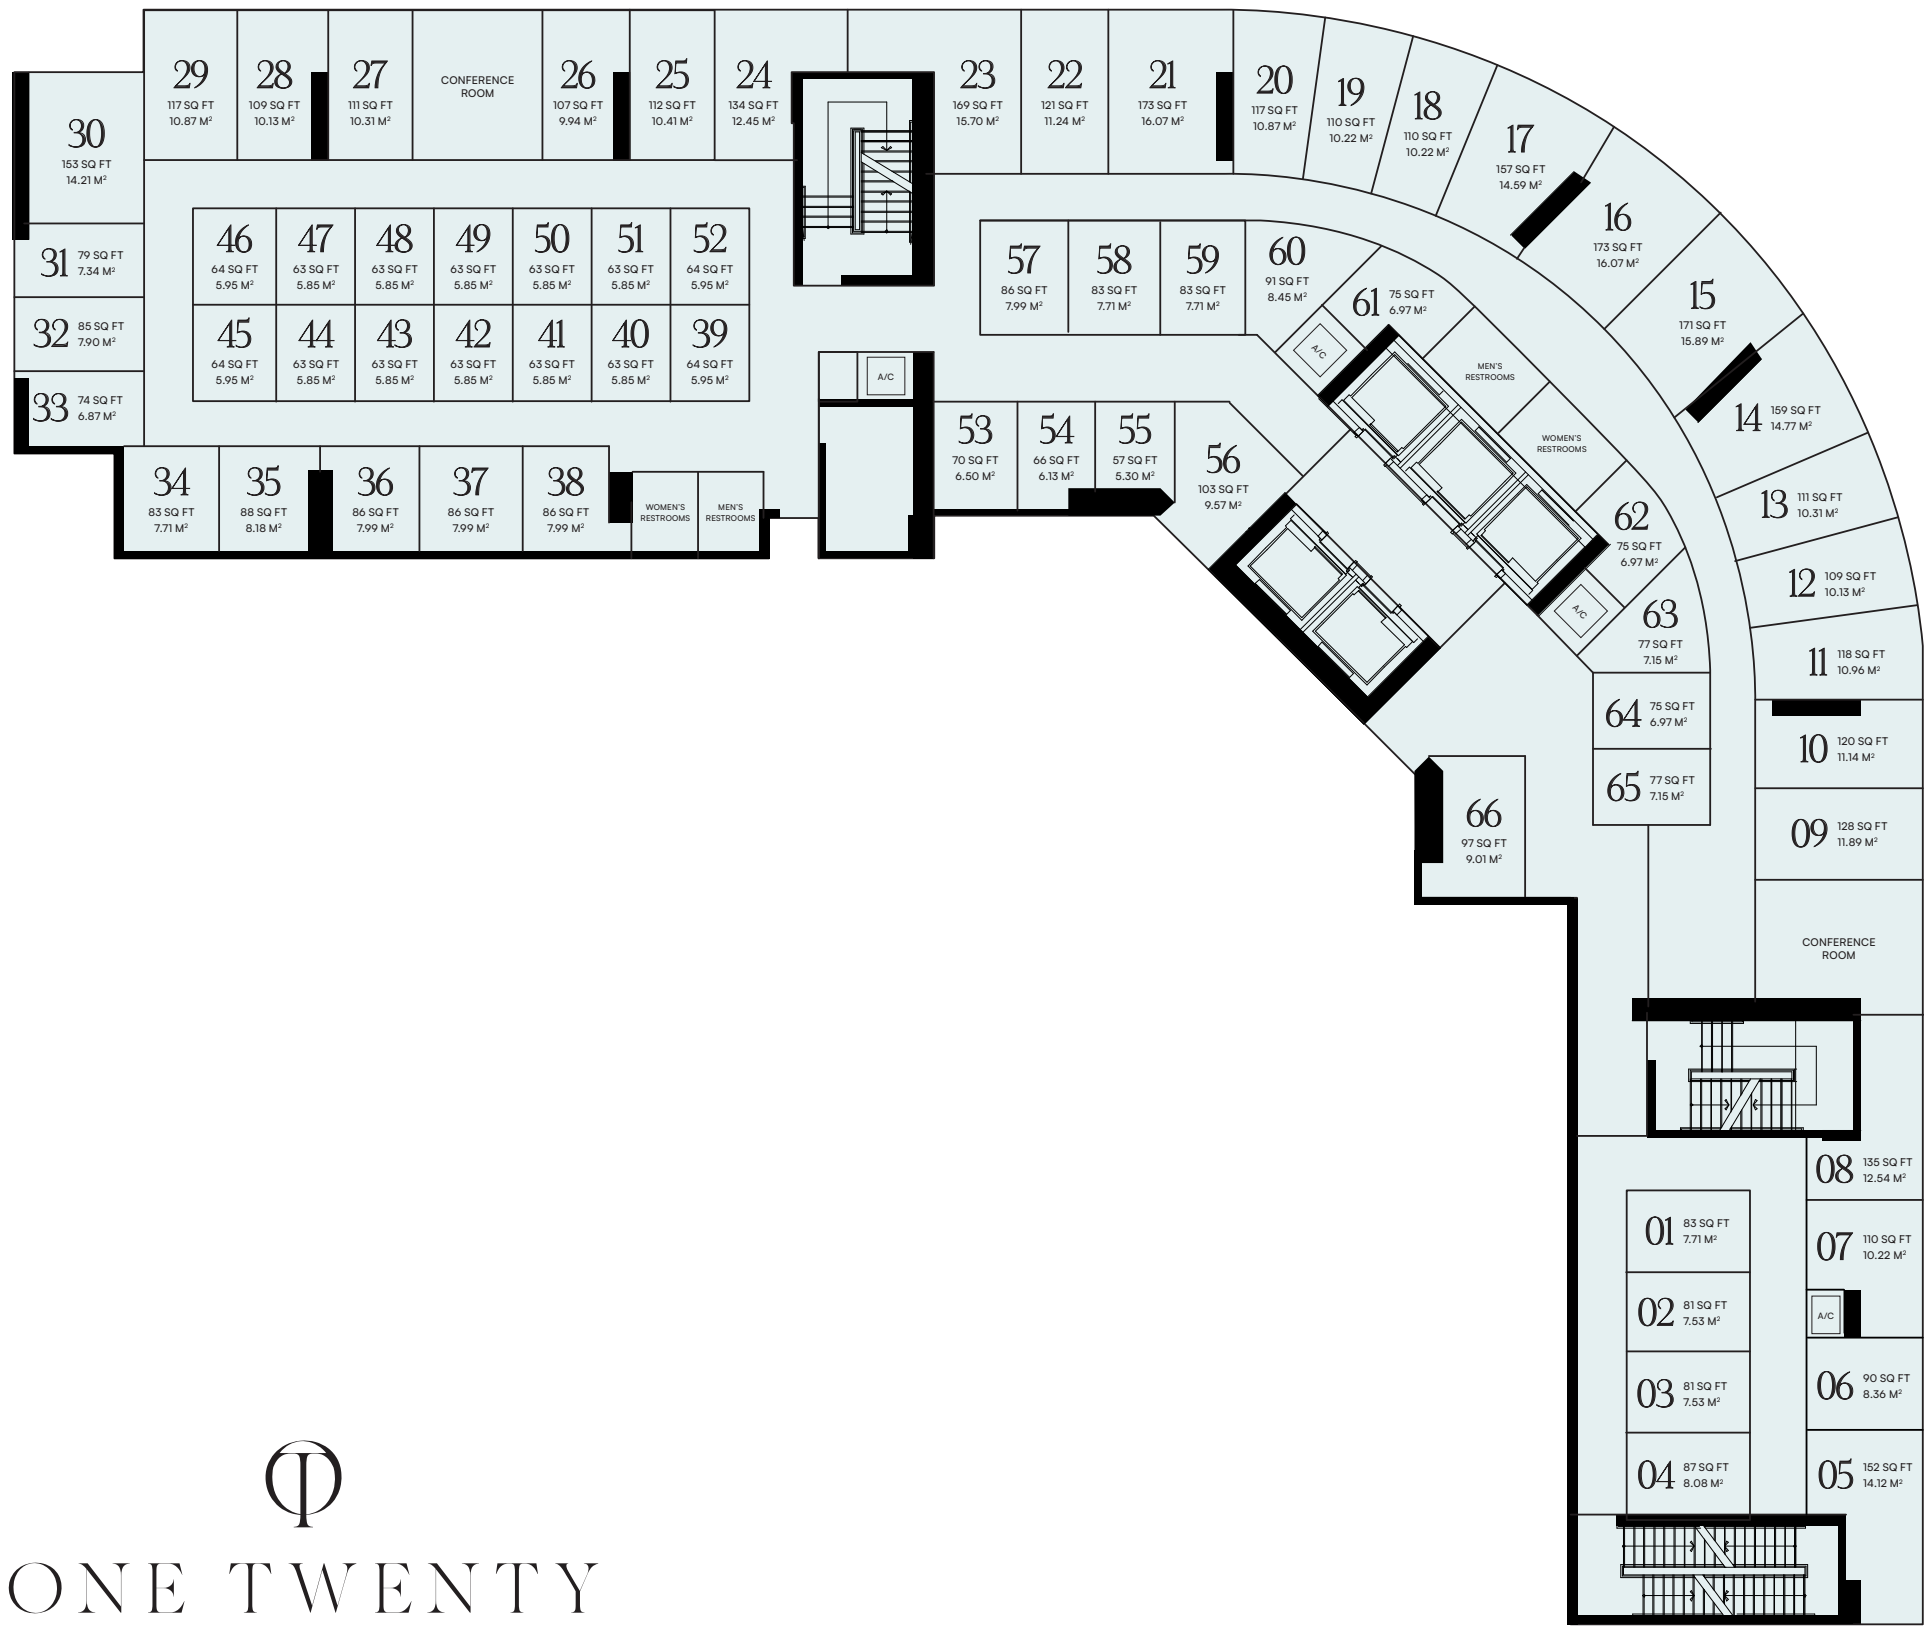 29
117 SQ FT
10.87 M²
28
109 SQ FT
10.13 M²
27
111 SQ FT
10.31 M²
CONFERENCE
ROOM
26
107 SQ FT
9.94 M²
25
112 SQ FT
10.41 M²
24
134 SQ FT
12.45 M²
23
169 SQ FT
15.70 M²
22
121 SQ FT
11.24 M²
21
173 SQ FT
16.07 M²
20
117 SQ FT
10.87 M²
19
110 SQ FT
10.22 M²
18
110 SQ FT
10.22 M²
17
157 SQ FT
14.59 M²
16
173 SQ FT
16.07 M²
15
171 SQ FT
15.89 M²
14
159 SQ FT
14.77 M²
13
111 SQ FT
10.31 M²
12
109 SQ FT
10.13 M²
11
118 SQ FT
10.96 M²
10
120 SQ FT
11.14 M²
09
128 SQ FT
11.89 M²
CONFERENCE
ROOM
30
153 SQ FT
14.21 M²
31
79 SQ FT
7.34 M²
32
85 SQ FT
7.90 M²
33
74 SQ FT
6.87 M²
46
64 SQ FT
5.95 M²
47
63 SQ FT
5.85 M²
48
63 SQ FT
5.85 M²
49
63 SQ FT
5.85 M²
50
63 SQ FT
5.85 M²
51
63 SQ FT
5.85 M²
52
64 SQ FT
5.95 M²
45
64 SQ FT
5.95 M²
44
63 SQ FT
5.85 M²
43
63 SQ FT
5.85 M²
42
63 SQ FT
5.85 M²
41
63 SQ FT
5.85 M²
40
63 SQ FT
5.85 M²
39
64 SQ FT
5.95 M²
34
83 SQ FT
7.71 M²
35
88 SQ FT
8.18 M²
36
86 SQ FT
7.99 M²
37
86 SQ FT
7.99 M²
38
86 SQ FT
7.99 M²
WOMEN'S
RESTROOMS
MEN'S
RESTROOMS
A/C
57
86 SQ FT
7.99 M²
58
83 SQ FT
7.71 M²
59
83 SQ FT
7.71 M²
60
91 SQ FT
8.45 M²
61
75 SQ FT
6.97 M²
A/C
MEN'S
RESTROOMS
WOMEN'S
RESTROOMS
53
70 SQ FT
6.50 M²
54
66 SQ FT
6.13 M²
55
57 SQ FT
5.30 M²
56
103 SQ FT
9.57 M²
62
75 SQ FT
6.97 M²
A/C
63
77 SQ FT
7.15 M²
64
75 SQ FT
6.97 M²
65
77 SQ FT
7.15 M²
66
97 SQ FT
9.01 M²
08
135 SQ FT
12.54 M²
07
110 SQ FT
10.22 M²
A/C
06
90 SQ FT
8.36 M²
05
152 SQ FT
14.12 M²
01
83 SQ FT
7.71 M²
02
81 SQ FT
7.53 M²
03
81 SQ FT
7.53 M²
04
87 SQ FT
8.08 M²
ONE TWENTY